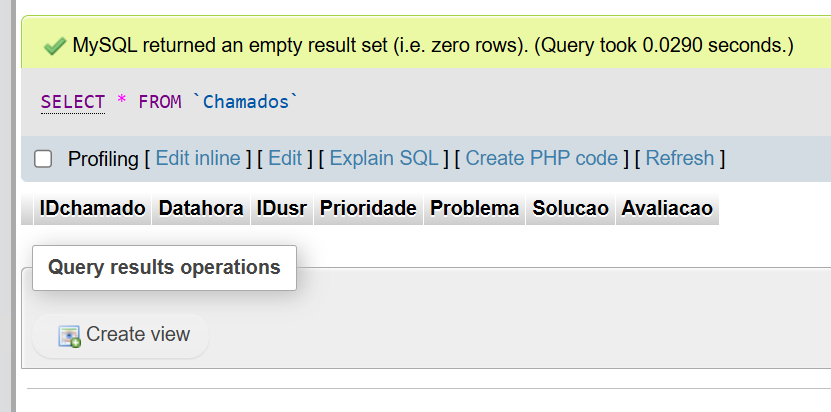 MySQL returned an empty result set (i.e. zero rows). (Query took 0.0290 seconds.)
SELECT * FROM `Chamados`
Profiling [ Edit inline ] [ Edit ] [ Explain SQL ] [ Create PHP code ] [ Refresh ]
IDchamado Datahora IDusr Prioridade Problema Solucao Avaliacao
Query results operations
Create view